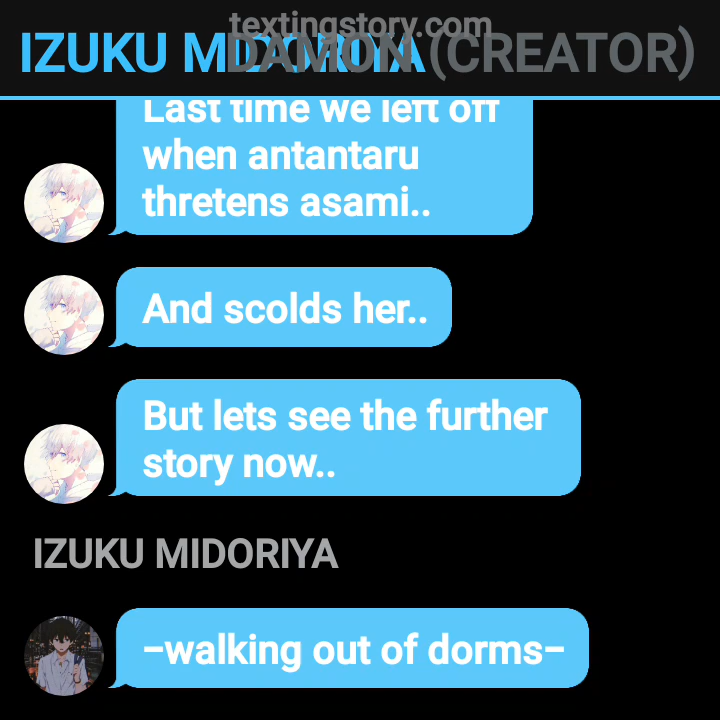 textingstory.com
IZUKU MIDORIYA
DAMON (CREATOR)
Last time we left off
when antantaru
thretens asami..
And scolds her..
But lets see the further
story now..
IZUKU MIDORIYA
–walking out of dorms–